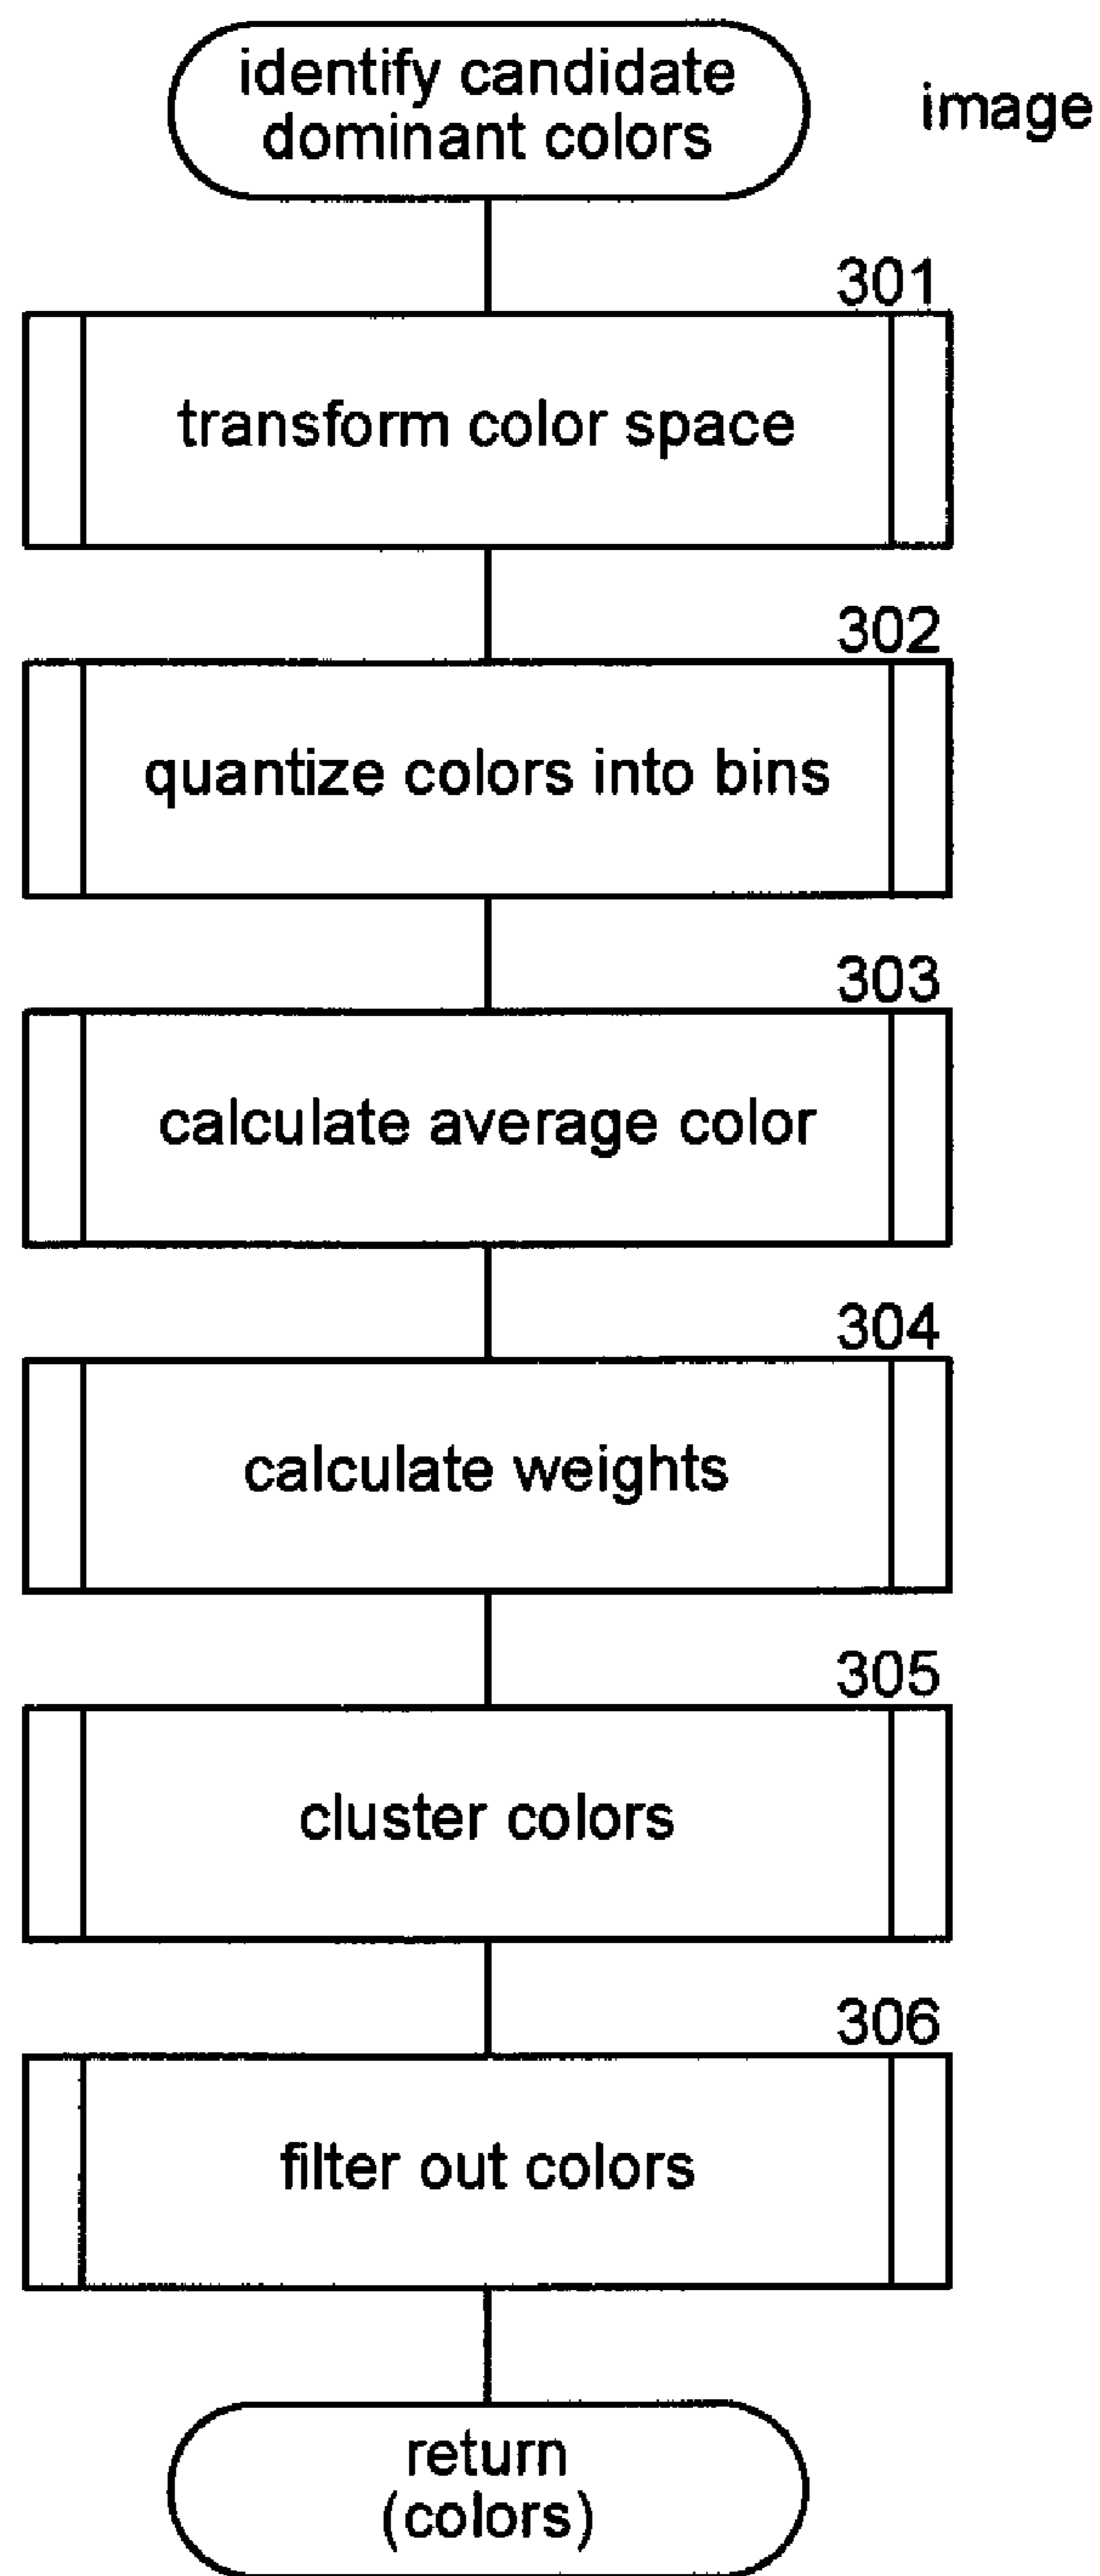 identify candidate
dominant colors
image
301
transform color space
302
quantize colors into bins
303
calculate average color
304
calculate weights
305
cluster colors
306
filter out colors
return
(colors)